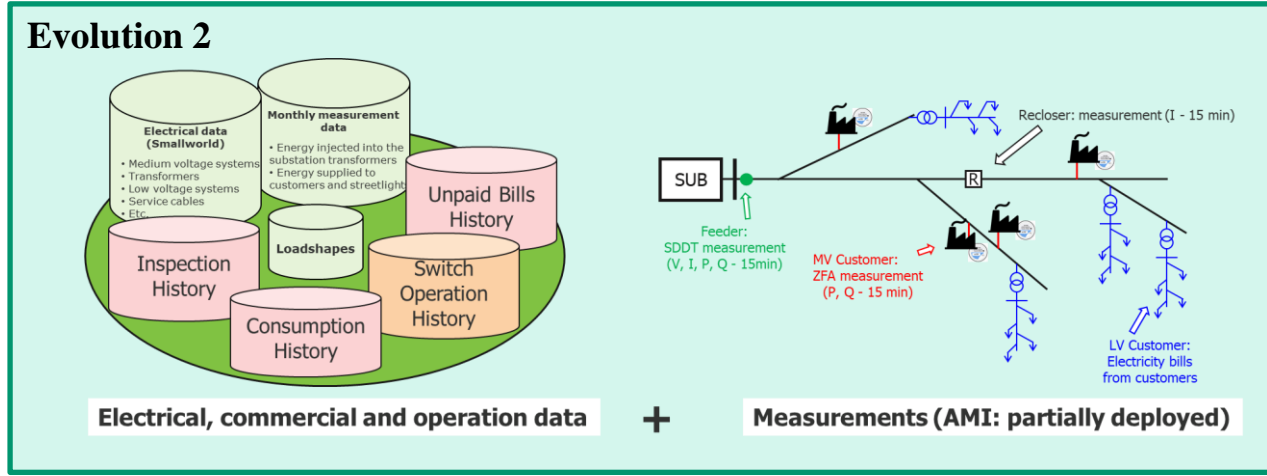 Evolution 2
Electrical data
(Smallworld)
• Medium voltage systems
• Transformers
• Low voltage systems
• Service cables
• Etc.
Monthly measurement
data
• Energy injected into the
substation transformers
• Energy supplied to
customers and streetlight
Unpaid Bills
History
Loadshapes
Inspection
History
Switch
Operation
History
Consumption
History
Electrical, commercial and operation data
+
Recloser: measurement (I - 15 min)
SUB
R
Feeder:
SDDT measurement
(V, I, P, Q - 15min)
MV Customer:
ZFA measurement
(P, Q - 15 min)
LV Customer:
Electricity bills
from customers
Measurements (AMI: partially deployed)